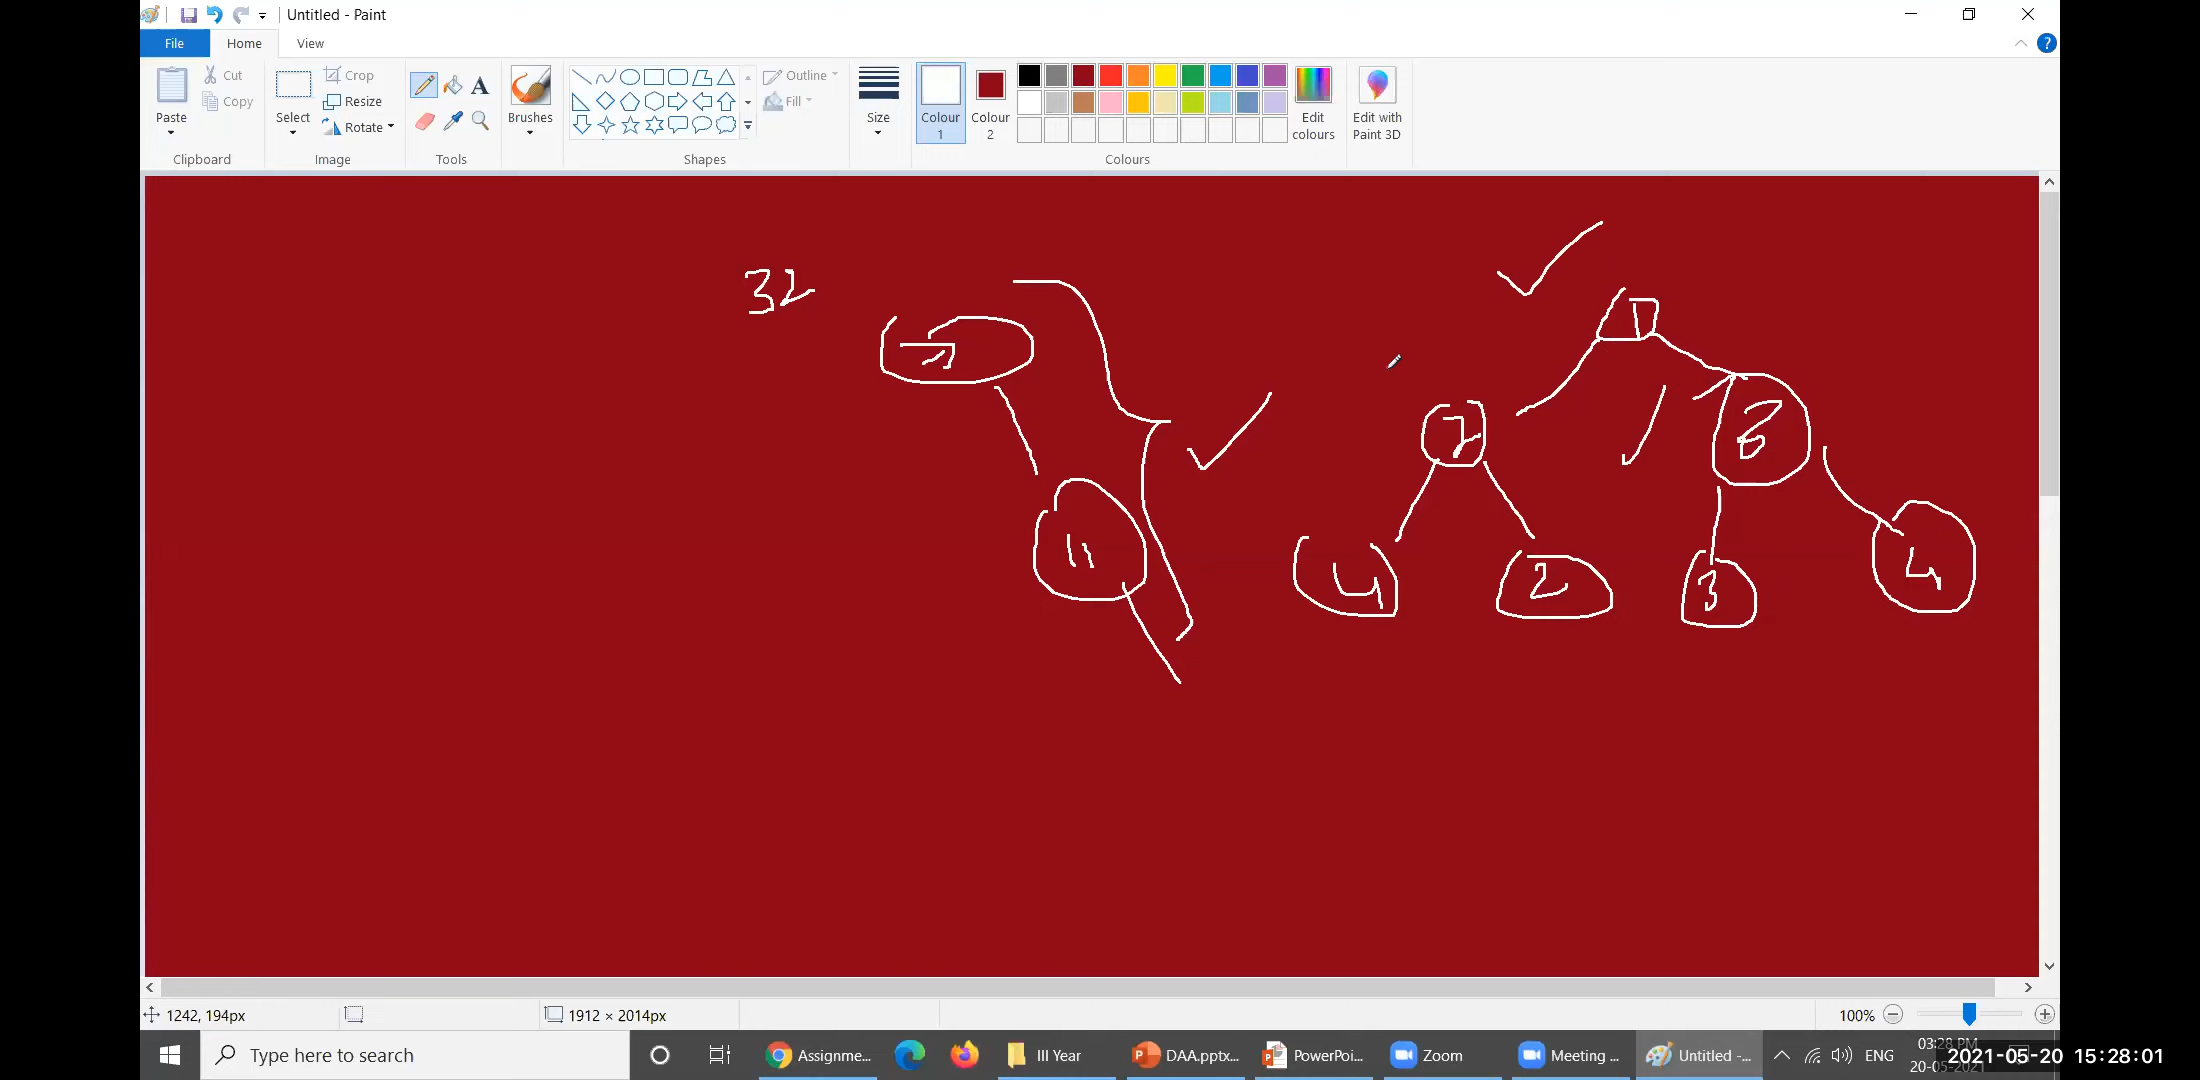 Untitled - Paint
File Home View
Paste
Cut
Copy
Clipboard
Select
Crop
Resize
Rotate
Image
Tools
Brushes
Shapes
Outline
Fill
Size
Colour 1
Colour 2
Edit colours
Edit with Paint 3D
Colours
32
7
8
11
4 2 3 4
1242, 194px
1912 × 2014px
100%
Type here to search
Assignme...
III Year
DAA.pptx...
PowerPoi...
Zoom
Meeting ...
Untitled -...
ENG
03:28 PM
20-05-2021
2021-05-20 15:28:01